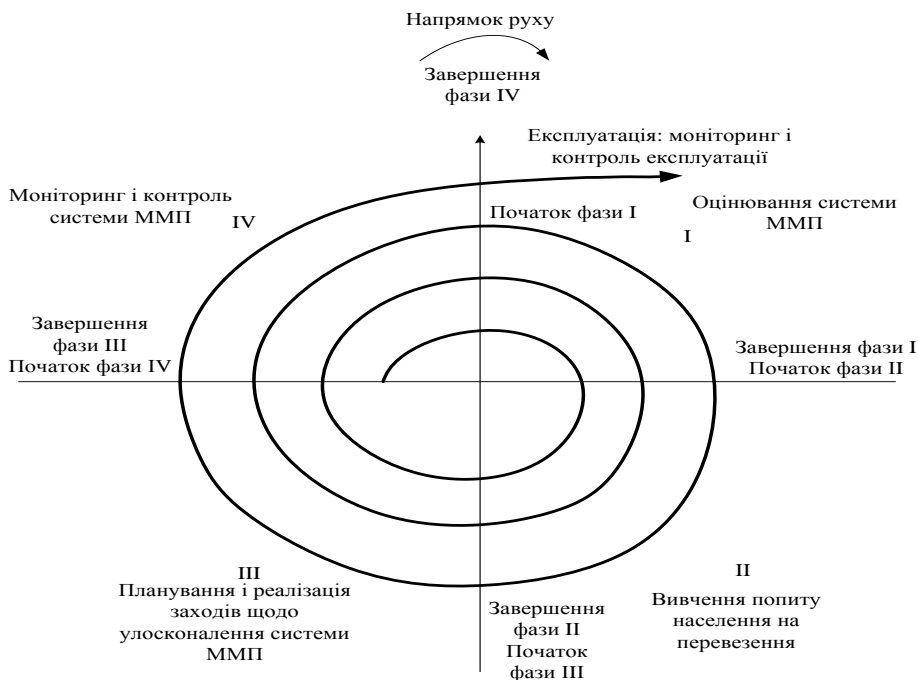 Напрямок руху
Завершення
фази IV
Експлуатація: моніторинг і
контроль експлуатації
Моніторинг і контроль
системи ММП
IV
Початок фази I
Оцінювання системи
ММП
I
Завершення
фази III
Початок фази IV
Завершення фази I
Початок фази II
III
Планування і реалізація
заходів щодо
улосконалення системи
ММП
Завершення
фази II
Початок
фази III
II
Вивчення попиту
населення на
перевезення